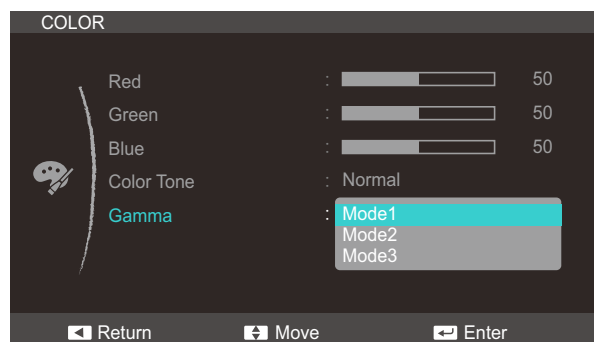 COLOR
Red : 50
Green : 50
Blue : 50
Color Tone : Normal
Gamma : Mode1
Mode2
Mode3
Return Move Enter